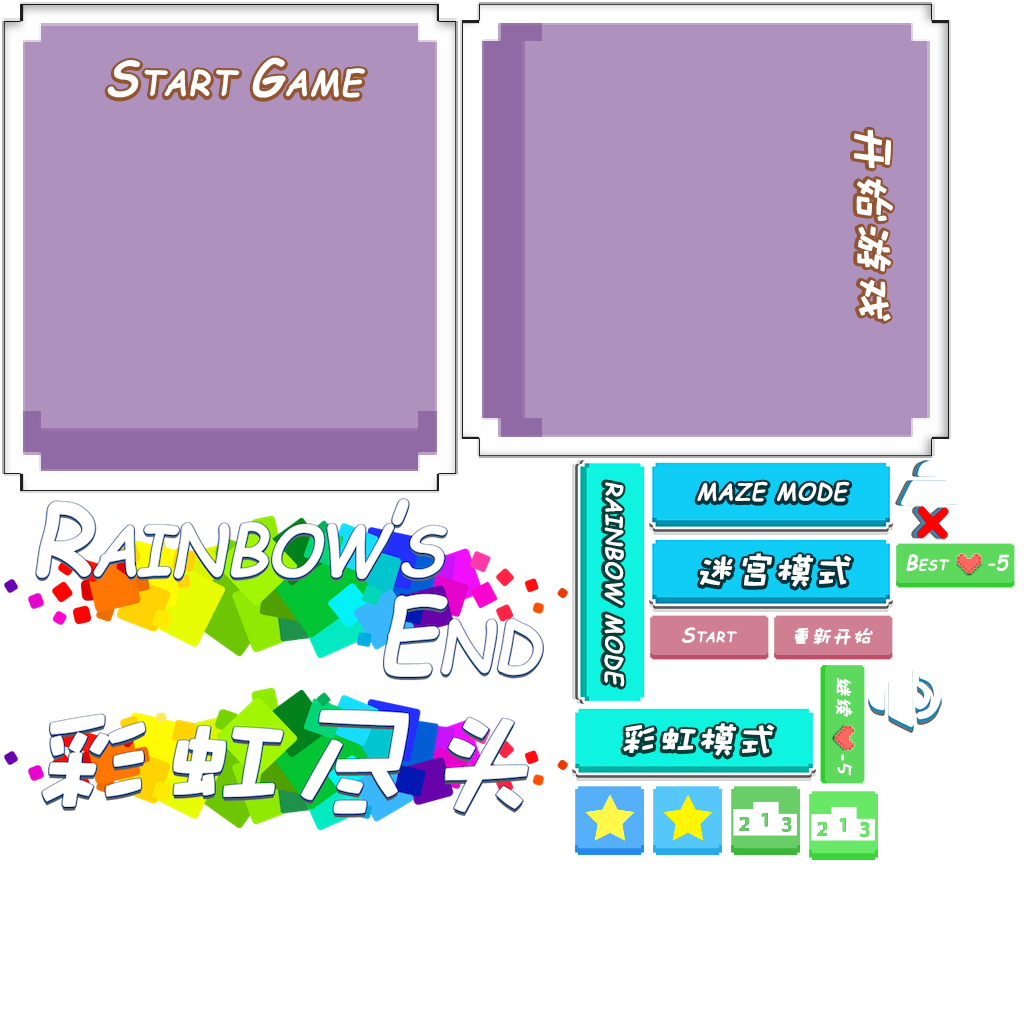 START GAME
开始游戏
RAINBOW'S
END
彩虹尽头
RAINBOW MODE
MAZE MODE
迷宫模式
BEST -5
START
重新开始
继续 -5
彩虹模式
2 1 3
2 1 3